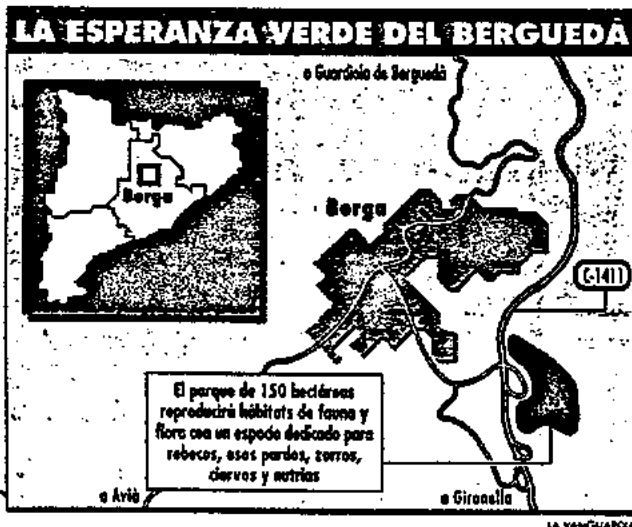 LA ESPERANZA VERDE DEL BERGUEDÀ
a Guardiola de Berguedà
Berga
Berga
C-1411
El parque de 150 hectáreas
reproducirá hábitats de fauna y
flora con un espacio dedicado para
rebecos, osos pardos, zorros,
ciervos y nutrias
a Avià
a Gironella
LA VANGUARDIA